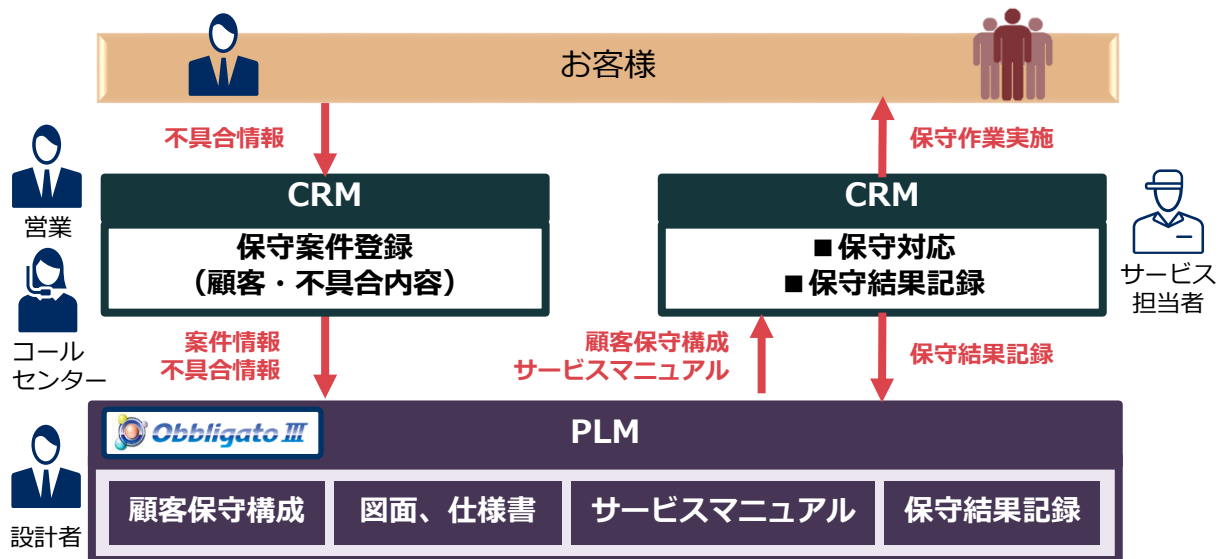 お客様
不具合情報
保守作業実施
営業
CRM
保守案件登録
（顧客・不具合内容）
CRM
■保守対応
■保守結果記録
サービス
担当者
コール
センター
案件情報
不具合情報
顧客保守構成
サービスマニュアル
保守結果記録
Obbligato Ⅲ
PLM
設計者
顧客保守構成
図面、仕様書
サービスマニュアル
保守結果記録